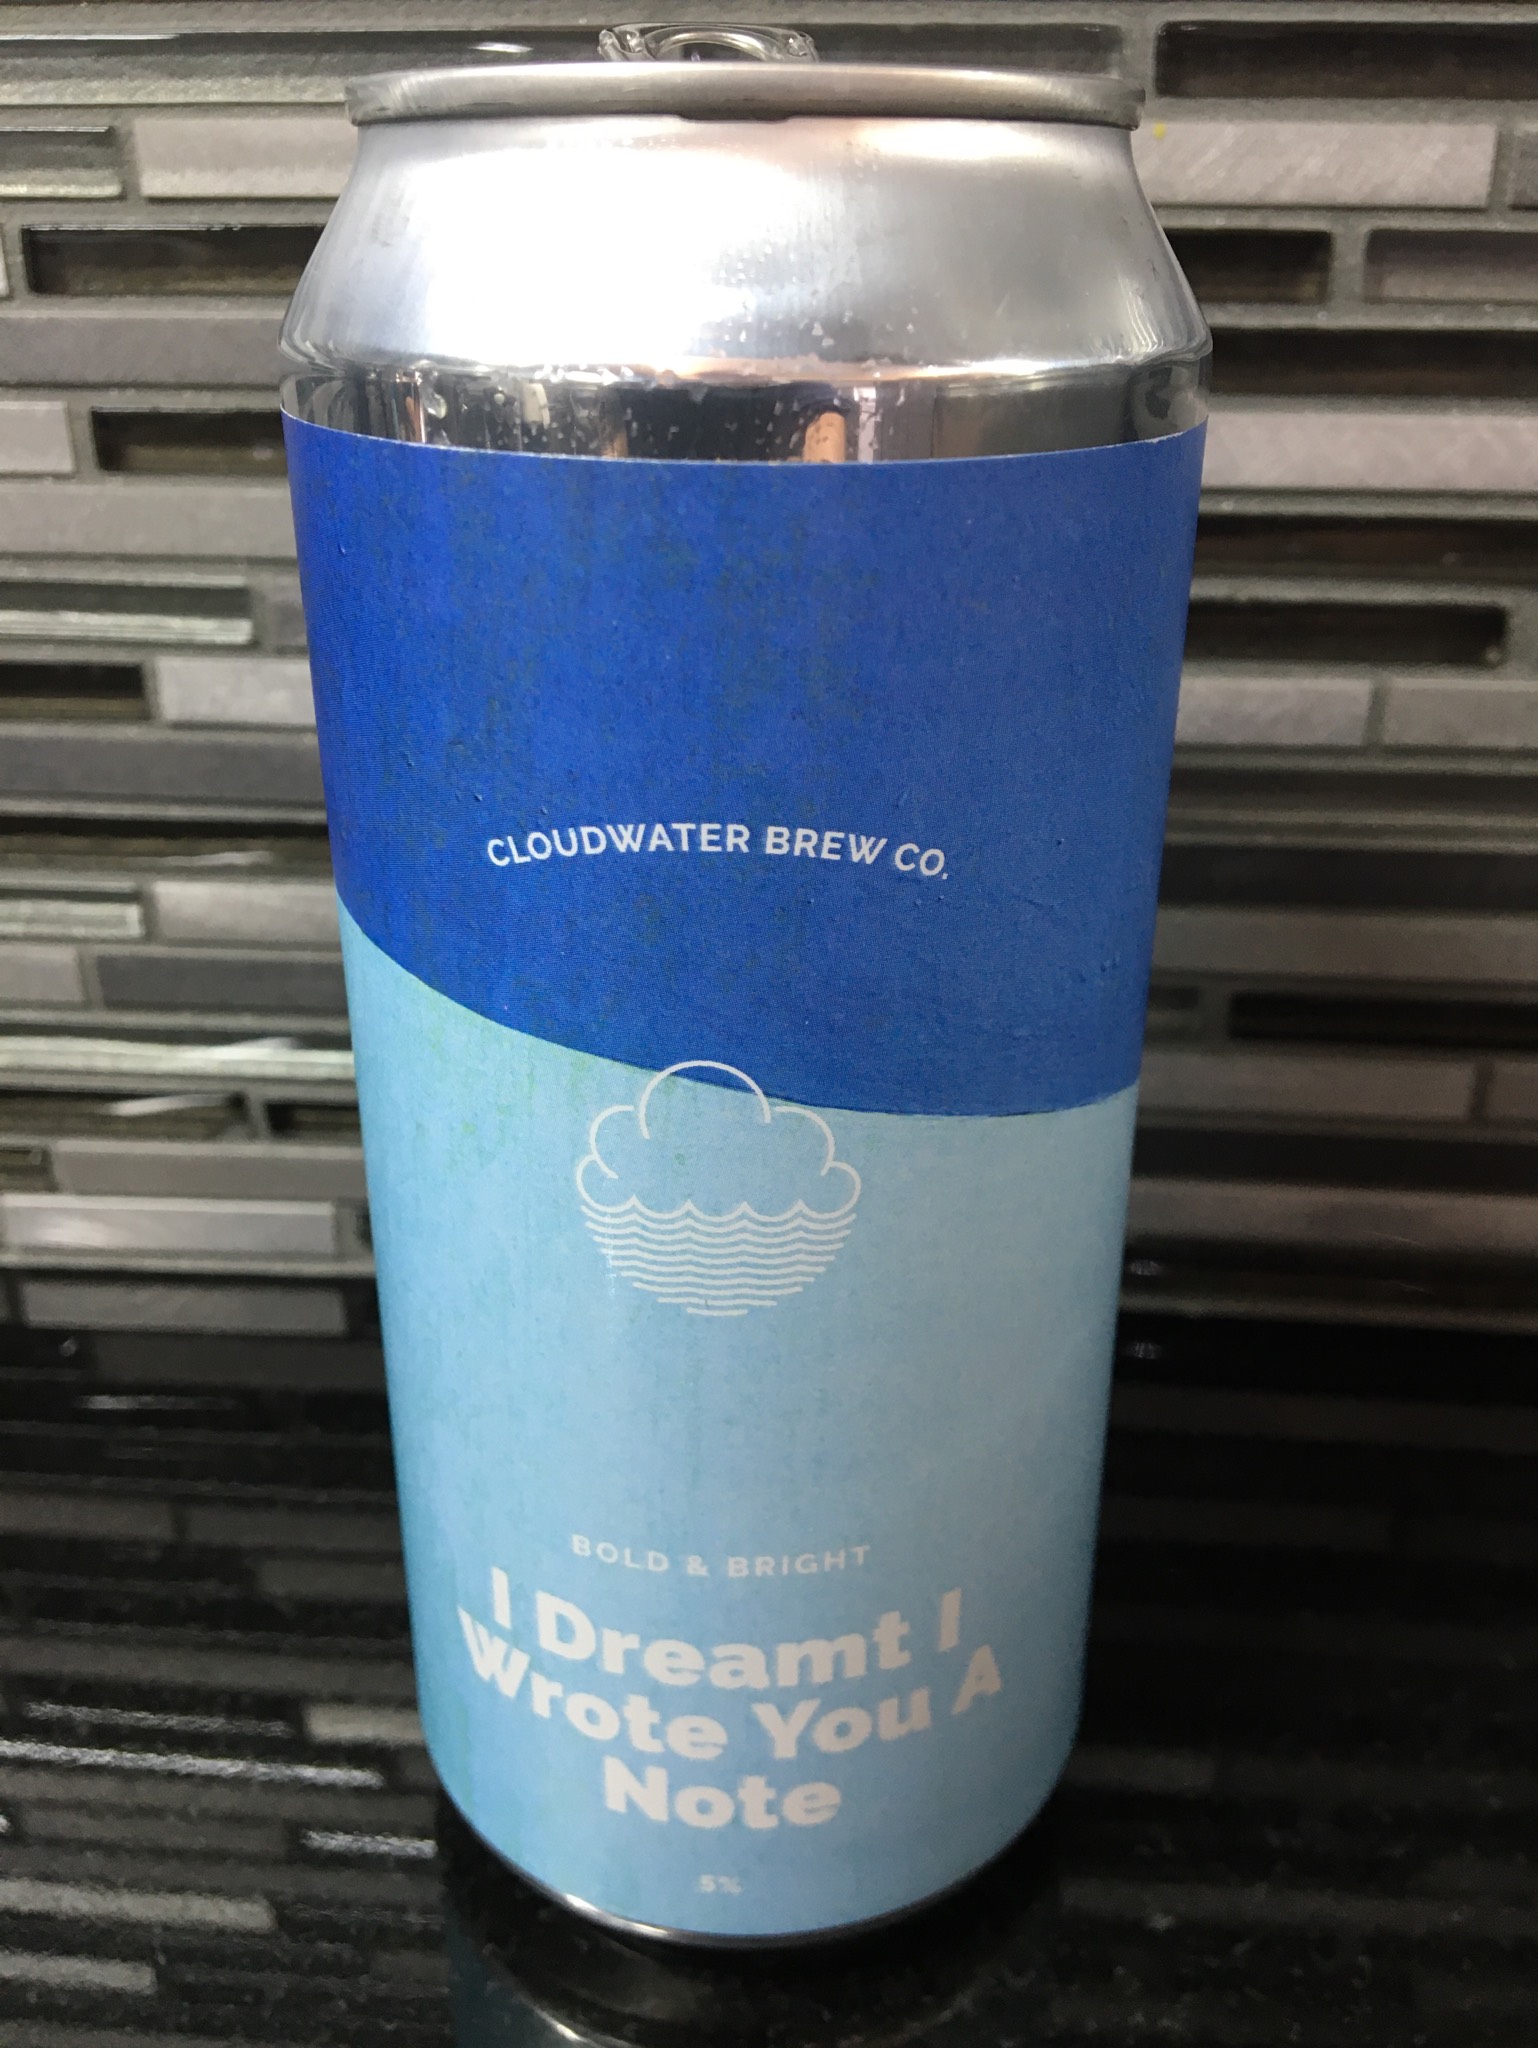 CLOUDWATER BREW CO.
BOLD & BRIGHT
I Dreamt I
Wrote You A
Note
5%